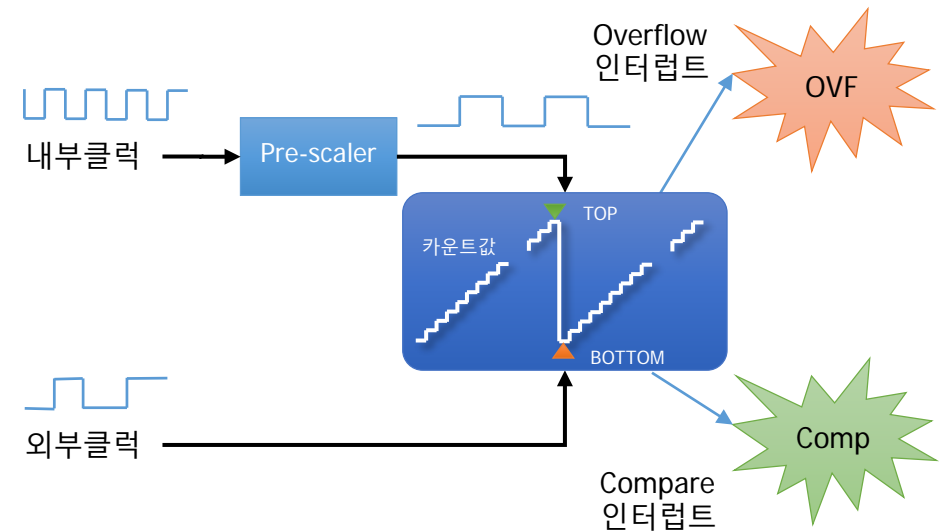 Overflow
인터럽트
OVF
내부클럭
Pre-scaler
TOP
카운트값
BOTTOM
외부클럭
Comp
Compare
인터럽트